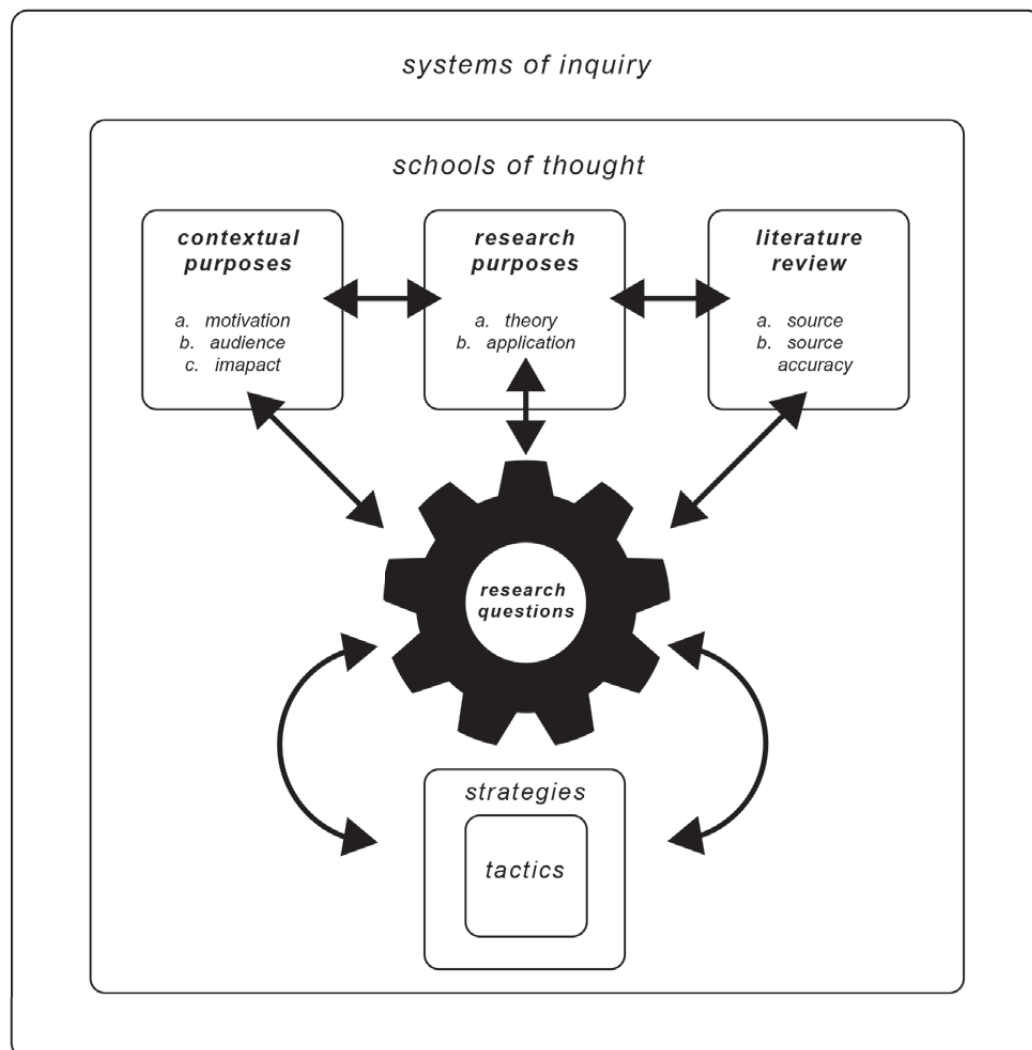 systems of inquiry
schools of thought
contextual
purposes
a. motivation
b. audience
c. imapact
research
purposes
a. theory
b. application
literature
review
a. source
b. source
accuracy
research
questions
strategies
tactics